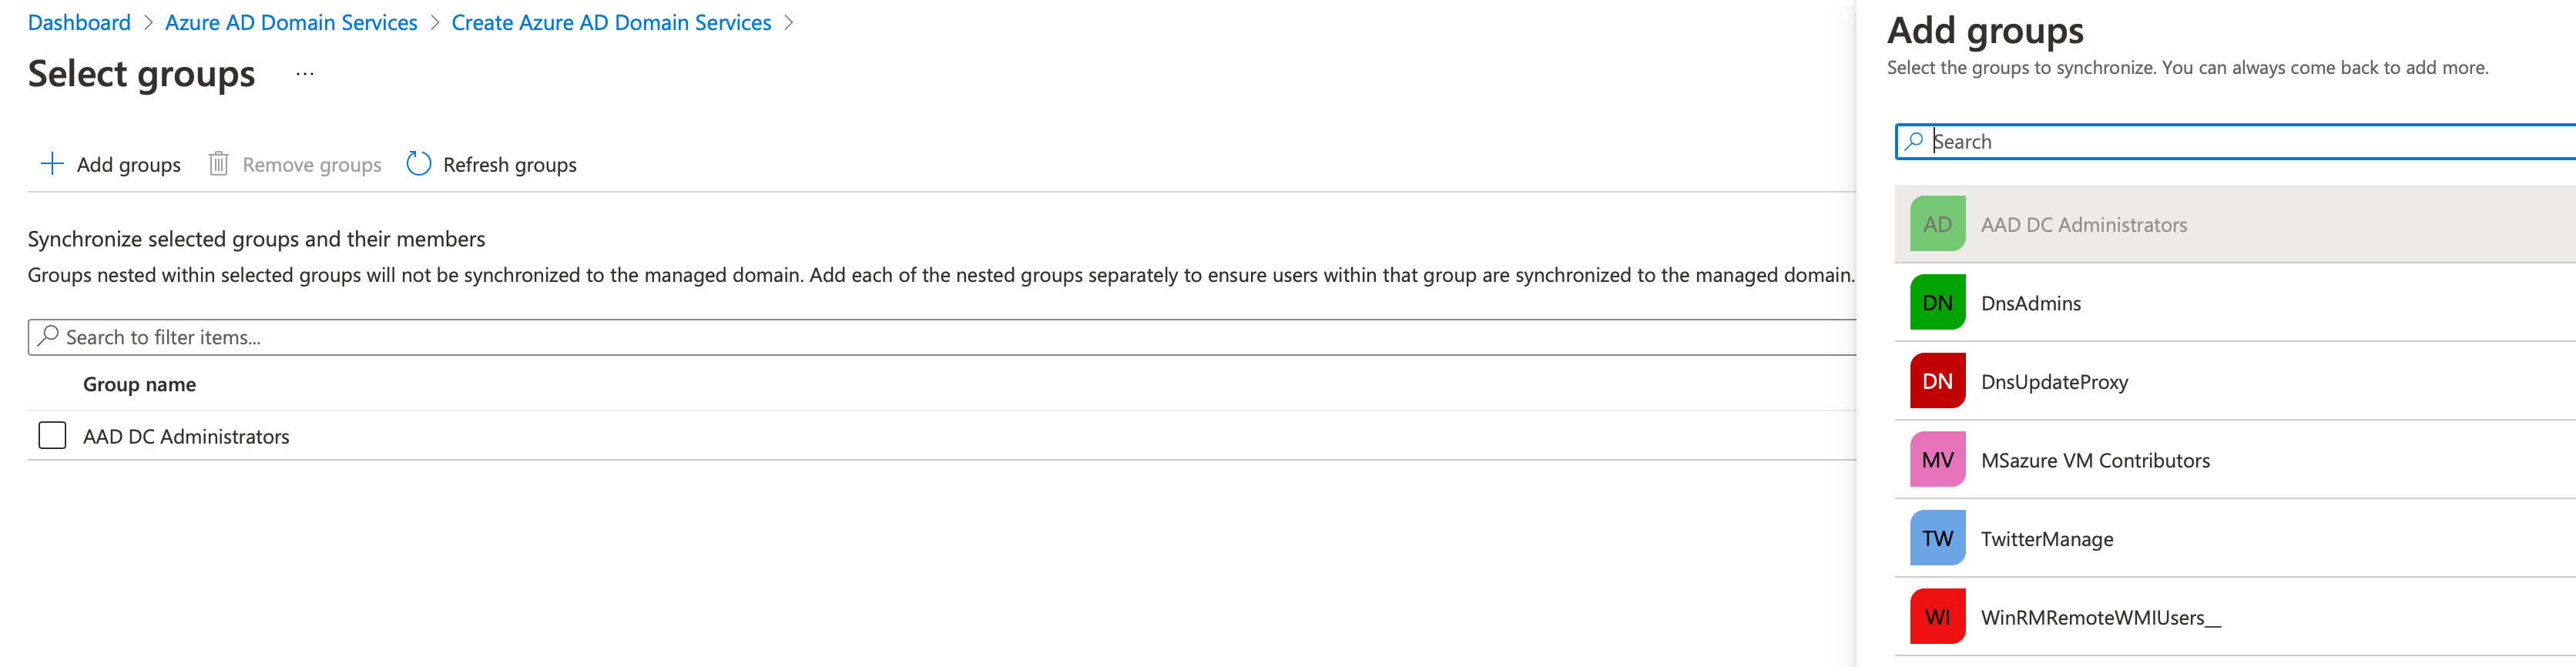 Dashboard > Azure AD Domain Services > Create Azure AD Domain Services >
Select groups ...
Add groups Remove groups Refresh groups
Synchronize selected groups and their members
Groups nested within selected groups will not be synchronized to the managed domain. Add each of the nested groups separately to ensure users within that group are synchronized to the managed domain.
Search to filter items...
Group name
AAD DC Administrators
Add groups
Select the groups to synchronize. You can always come back to add more.
Search
AD AAD DC Administrators
DN DnsAdmins
DN DnsUpdateProxy
MV MSazure VM Contributors
TW TwitterManage
WI WinRMRemoteWMIUsers__